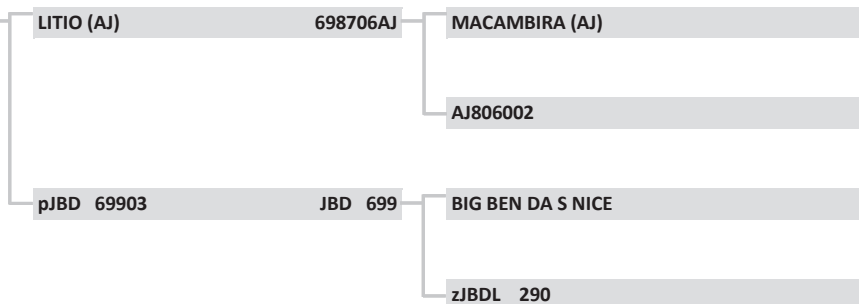 LITIO (AJ) 698706AJ MACAMBIRA (AJ)
AJ806002
pJBD 69903 JBD 699 BIG BEN DA S NICE
zJBDL 290